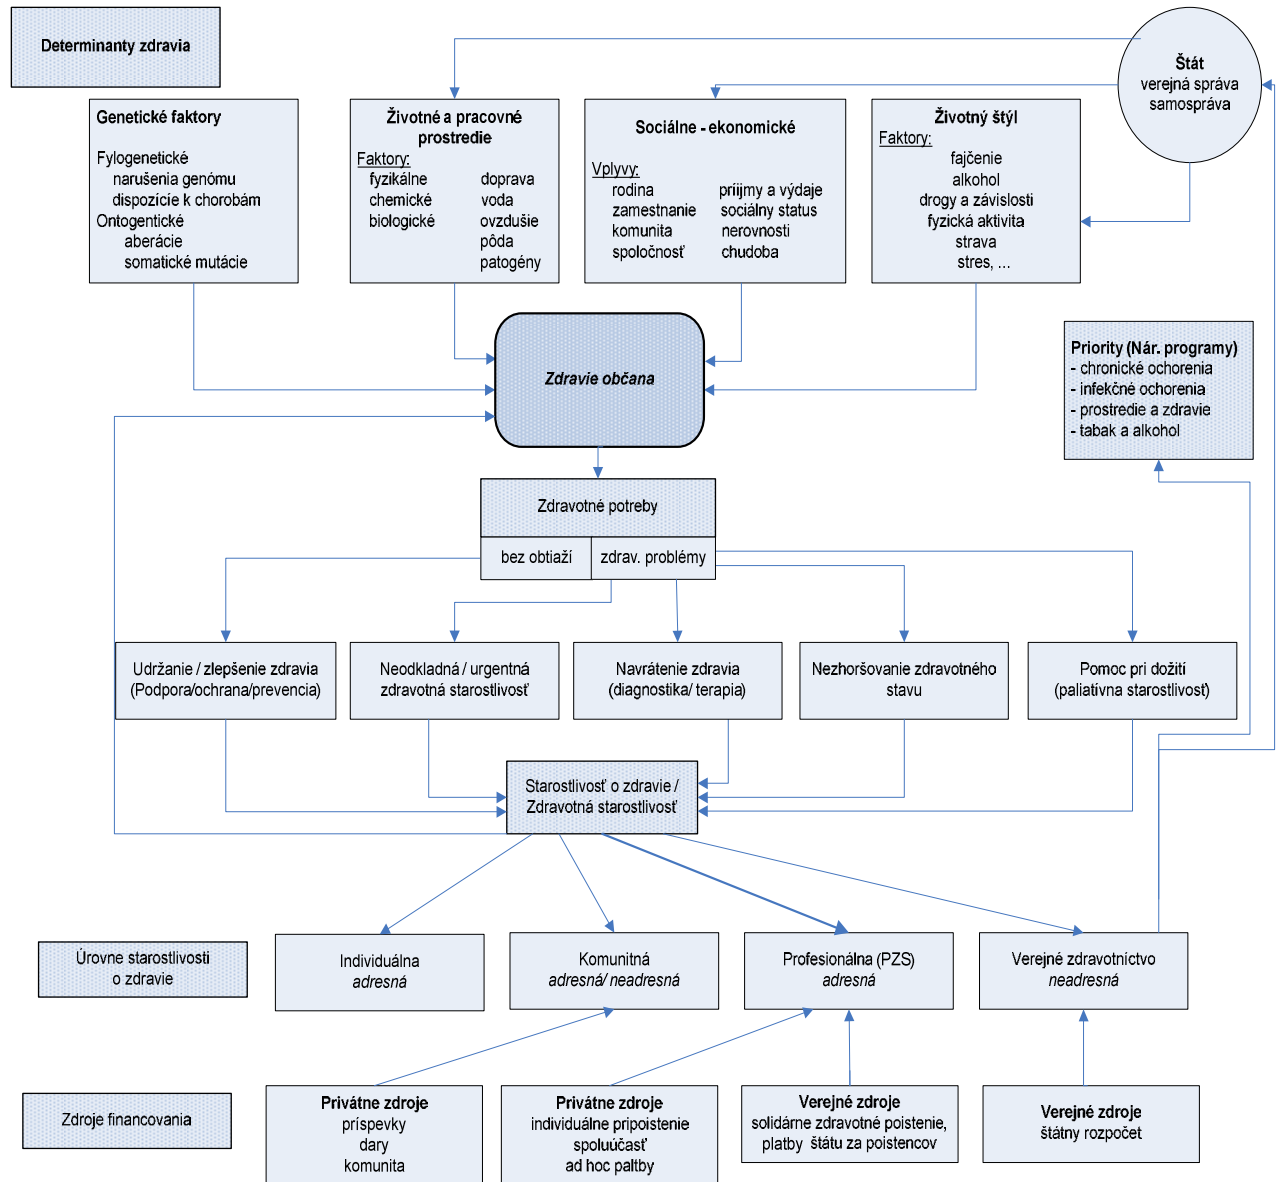 Determinanty zdravia
Štát
verejná správa
samospráva
Genetické faktory
Fylogenetické
narušenia genómu
dispozície k chorobám
Ontogentické
aberácie
somatické mutácie
Životné a pracovné
prostredie
Faktory:
fyzikálne doprava
chemické voda
biologické ovzdušie
pôda
patogény
Sociálne - ekonomické
Vplyvy:
rodina priijmy a výdaje
zamestnanie sociálny status
komunita nerovnosti
spoločnosť chudoba
Životný štýl
Faktory:
fajčenie
alkohol
drogy a závislosti
fyzická aktivita
strava
stres, ...
Zdravie občana
Priority (Nár. programy)
- chronické ochorenia
- infekčné ochorenia
- prostredie a zdravie
- tabak a alkohol
Zdravotné potreby
bez obtiaží zdrav. problémy
Udržanie / zlepšenie zdravia
(Podpora/ochrana/prevencia)
Neodkladná / urgentná
zdravotná starostlivosť
Navrátenie zdravia
(diagnostika/ terapia)
Nezhoršovanie zdravotného
stavu
Pomoc pri dožití
(paliatívna starostlivosť)
Starostlivosť o zdravie /
Zdravotná starostlivosť
Úrovne starostlivosti
o zdravie
Individuálna
adresná
Komunitná
adresná/ neadresná
Profesionálna (PZS)
adresná
Verejné zdravotníctvo
neadresná
Zdroje financovania
Privátne zdroje
príspevky
dary
komunita
Privátne zdroje
individuálne pripoistenie
spoluúčasť
ad hoc paltby
Verejné zdroje
solidárne zdravotné poistenie,
platby štátu za poistencov
Verejné zdroje
štátny rozpočet